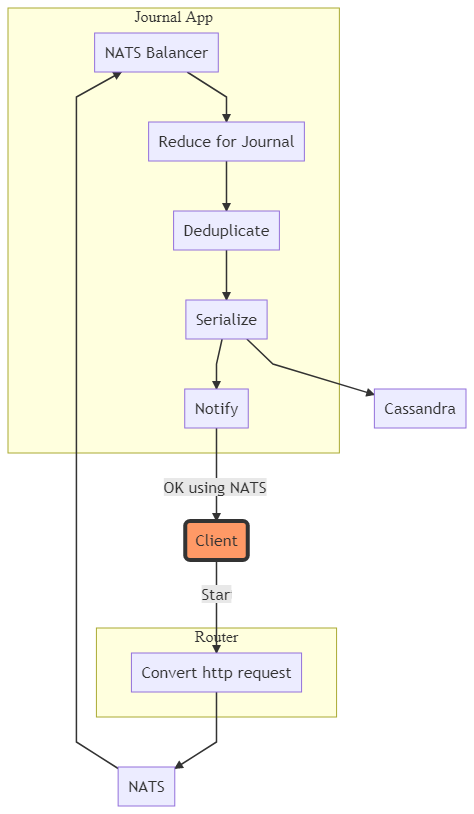 Journal App
NATS Balancer
Reduce for Journal
Deduplicate
Serialize
Notify
Cassandra
OK using NATS
Client
Star
Router
Convert http request
NATS